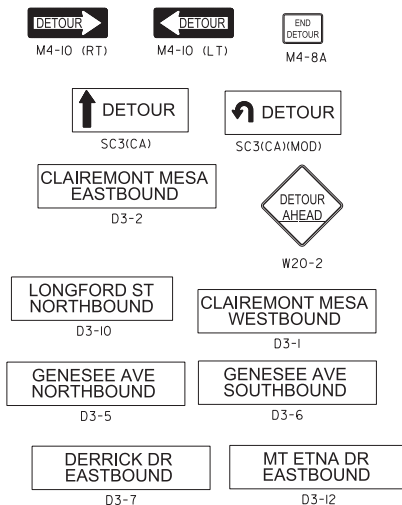 DETOUR
M4-10 (RT)
DETOUR
M4-10 (LT)
END
DETOUR
M4-8A
DETOUR
SC3(CA)
DETOUR
SC3(CA)(MOD)
CLAIREMONT MESA
EASTBOUND
D3-2
DETOUR
AHEAD
W20-2
LONGFORD ST
NORTHBOUND
D3-10
CLAIREMONT MESA
WESTBOUND
D3-1
GENESEE AVE
NORTHBOUND
D3-5
GENESEE AVE
SOUTHBOUND
D3-6
DERRICK DR
EASTBOUND
D3-7
MT ETNA DR
EASTBOUND
D3-12